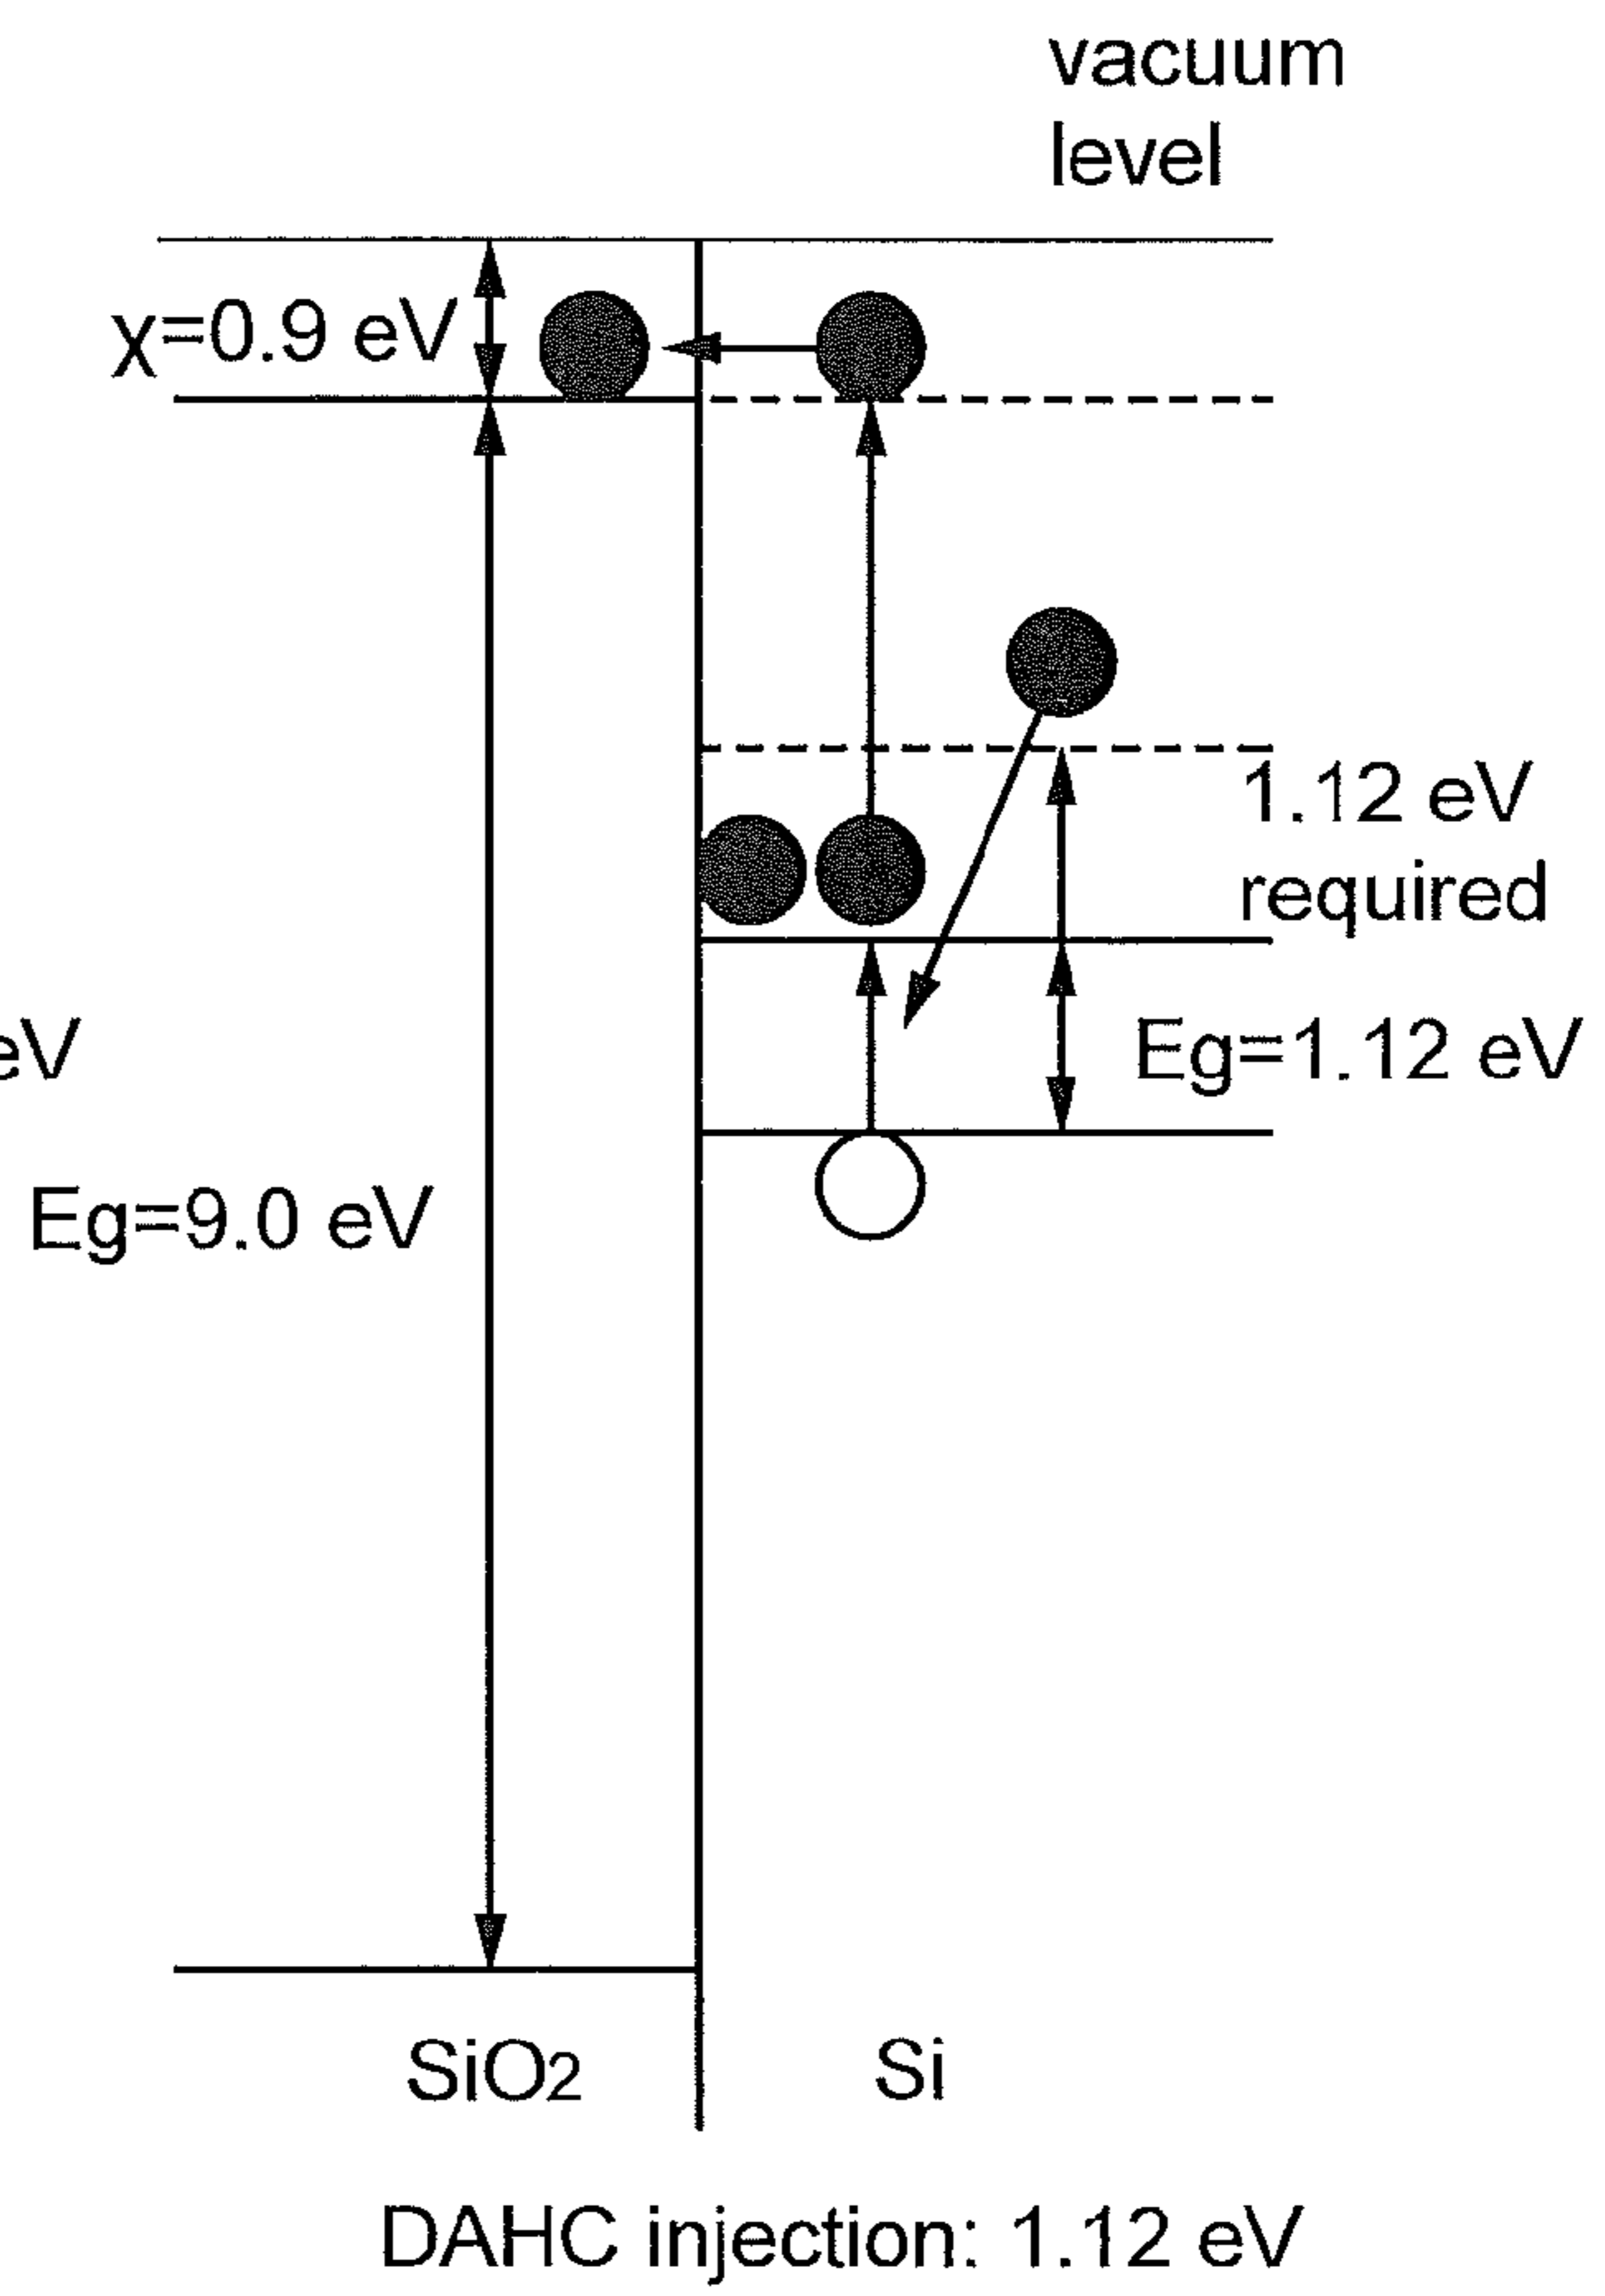 vacuum
level
χ=0.9 eV
1.12 eV
required
eV
Eg=1.12 eV
Eg=9.0 eV
SiO2
Si
DAHC injection: 1.12 eV